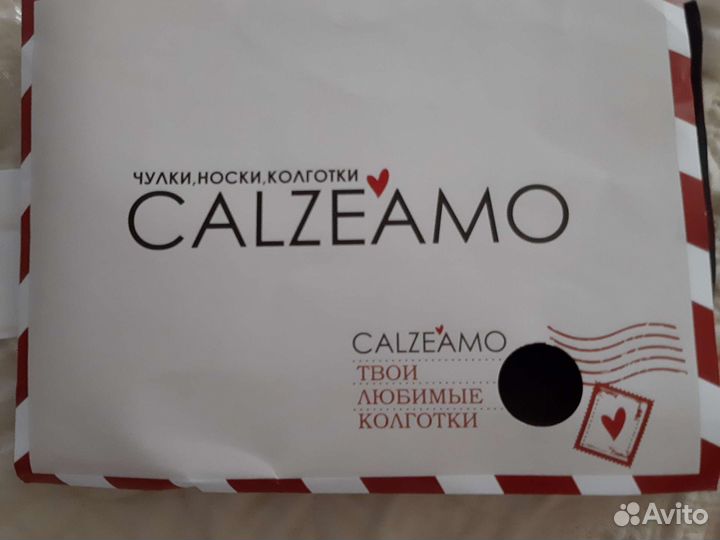 ЧУЛКИ,НОСКИ,КОЛГОТКИ
CALZEAMO
CALZEAMO
ТВОИ
ЛЮБИМЫЕ
КОЛГОТКИ
Avito